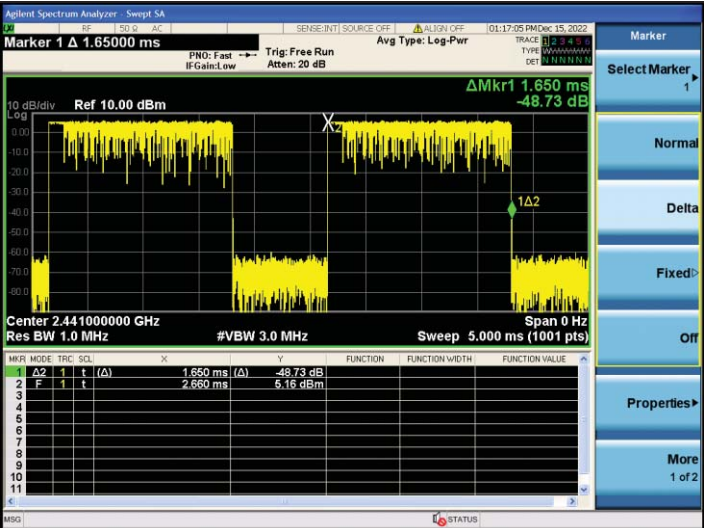 Agilent Spectrum Analyzer - Swept SA
RF 50 Ω AC SENSE:INT SOURCE OFF ALIGN OFF 01:17:05 PM Dec 15, 2022
Marker 1 Δ 1.65000 ms
PNO: Fast
IFGain:Low
Trig: Free Run
Atten: 20 dB
Avg Type: Log-Pwr
TRACE 1 2 3 4 5 6
TYPE
DET N N N N N N
ΔMkr1 1.650 ms
-48.73 dB
10 dB/div Ref 10.00 dBm
Log
0.00
-10.0
-20.0
-30.0
-40.0
-50.0
-60.0
-70.0
-80.0
X2
1Δ2
Center 2.441000000 GHz Span 0 Hz
Res BW 1.0 MHz #VBW 3.0 MHz Sweep 5.000 ms (1001 pts)
MKR MODE TRC SCL X Y FUNCTION FUNCTION WIDTH FUNCTION VALUE
1 Δ2 1 t (Δ) 1.650 ms (Δ) -48.73 dB
2 F 1 t 2.660 ms 5.16 dBm
3
4
5
6
7
8
9
10
11
MSG STATUS
Marker
Select Marker
1
Normal
Delta
Fixed
Off
Properties
More
1 of 2